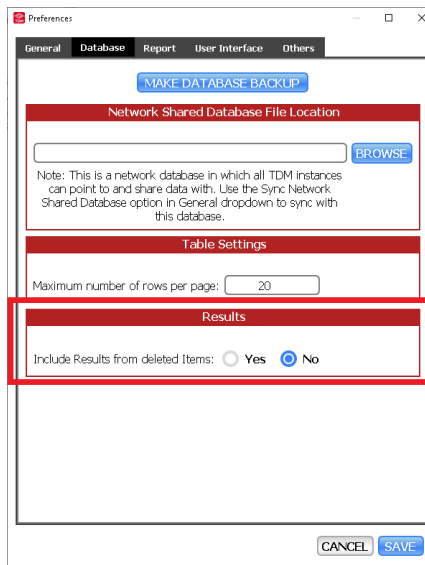 Preferences
General Database Report User Interface Others
MAKE DATABASE BACKUP
Network Shared Database File Location
BROWSE
Note: This is a network database in which all TDM instances
can point to and share data with. Use the Sync Network
Shared Database option in General dropdown to sync with
this database.
Table Settings
Maximum number of rows per page: 20
Results
Include Results from deleted Items: Yes No
CANCEL SAVE